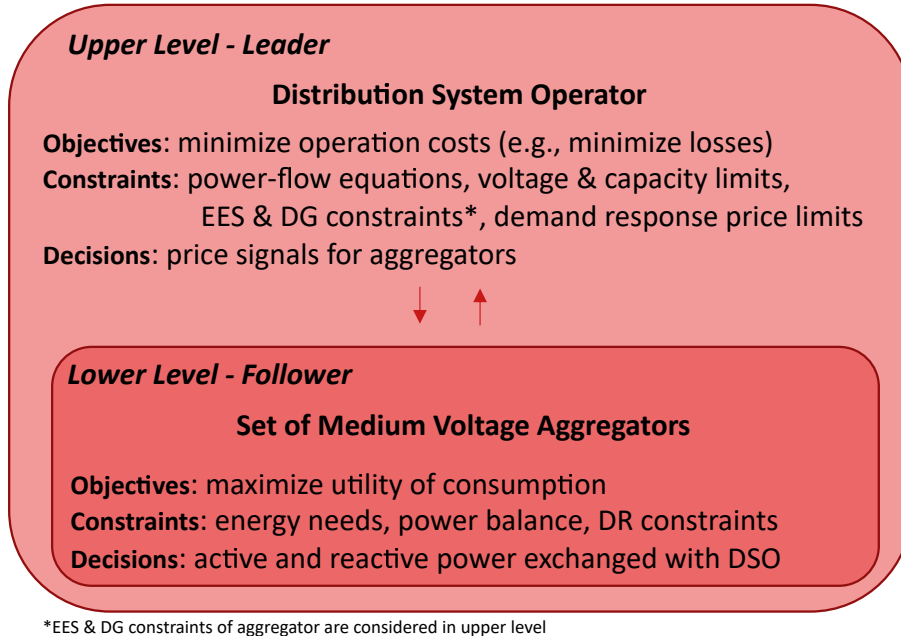 Upper Level - Leader
Distribution System Operator
Objectives: minimize operation costs (e.g., minimize losses)
Constraints: power-flow equations, voltage & capacity limits,
EES & DG constraints*, demand response price limits
Decisions: price signals for aggregators
Lower Level - Follower
Set of Medium Voltage Aggregators
Objectives: maximize utility of consumption
Constraints: energy needs, power balance, DR constraints
Decisions: active and reactive power exchanged with DSO
*EES & DG constraints of aggregator are considered in upper level